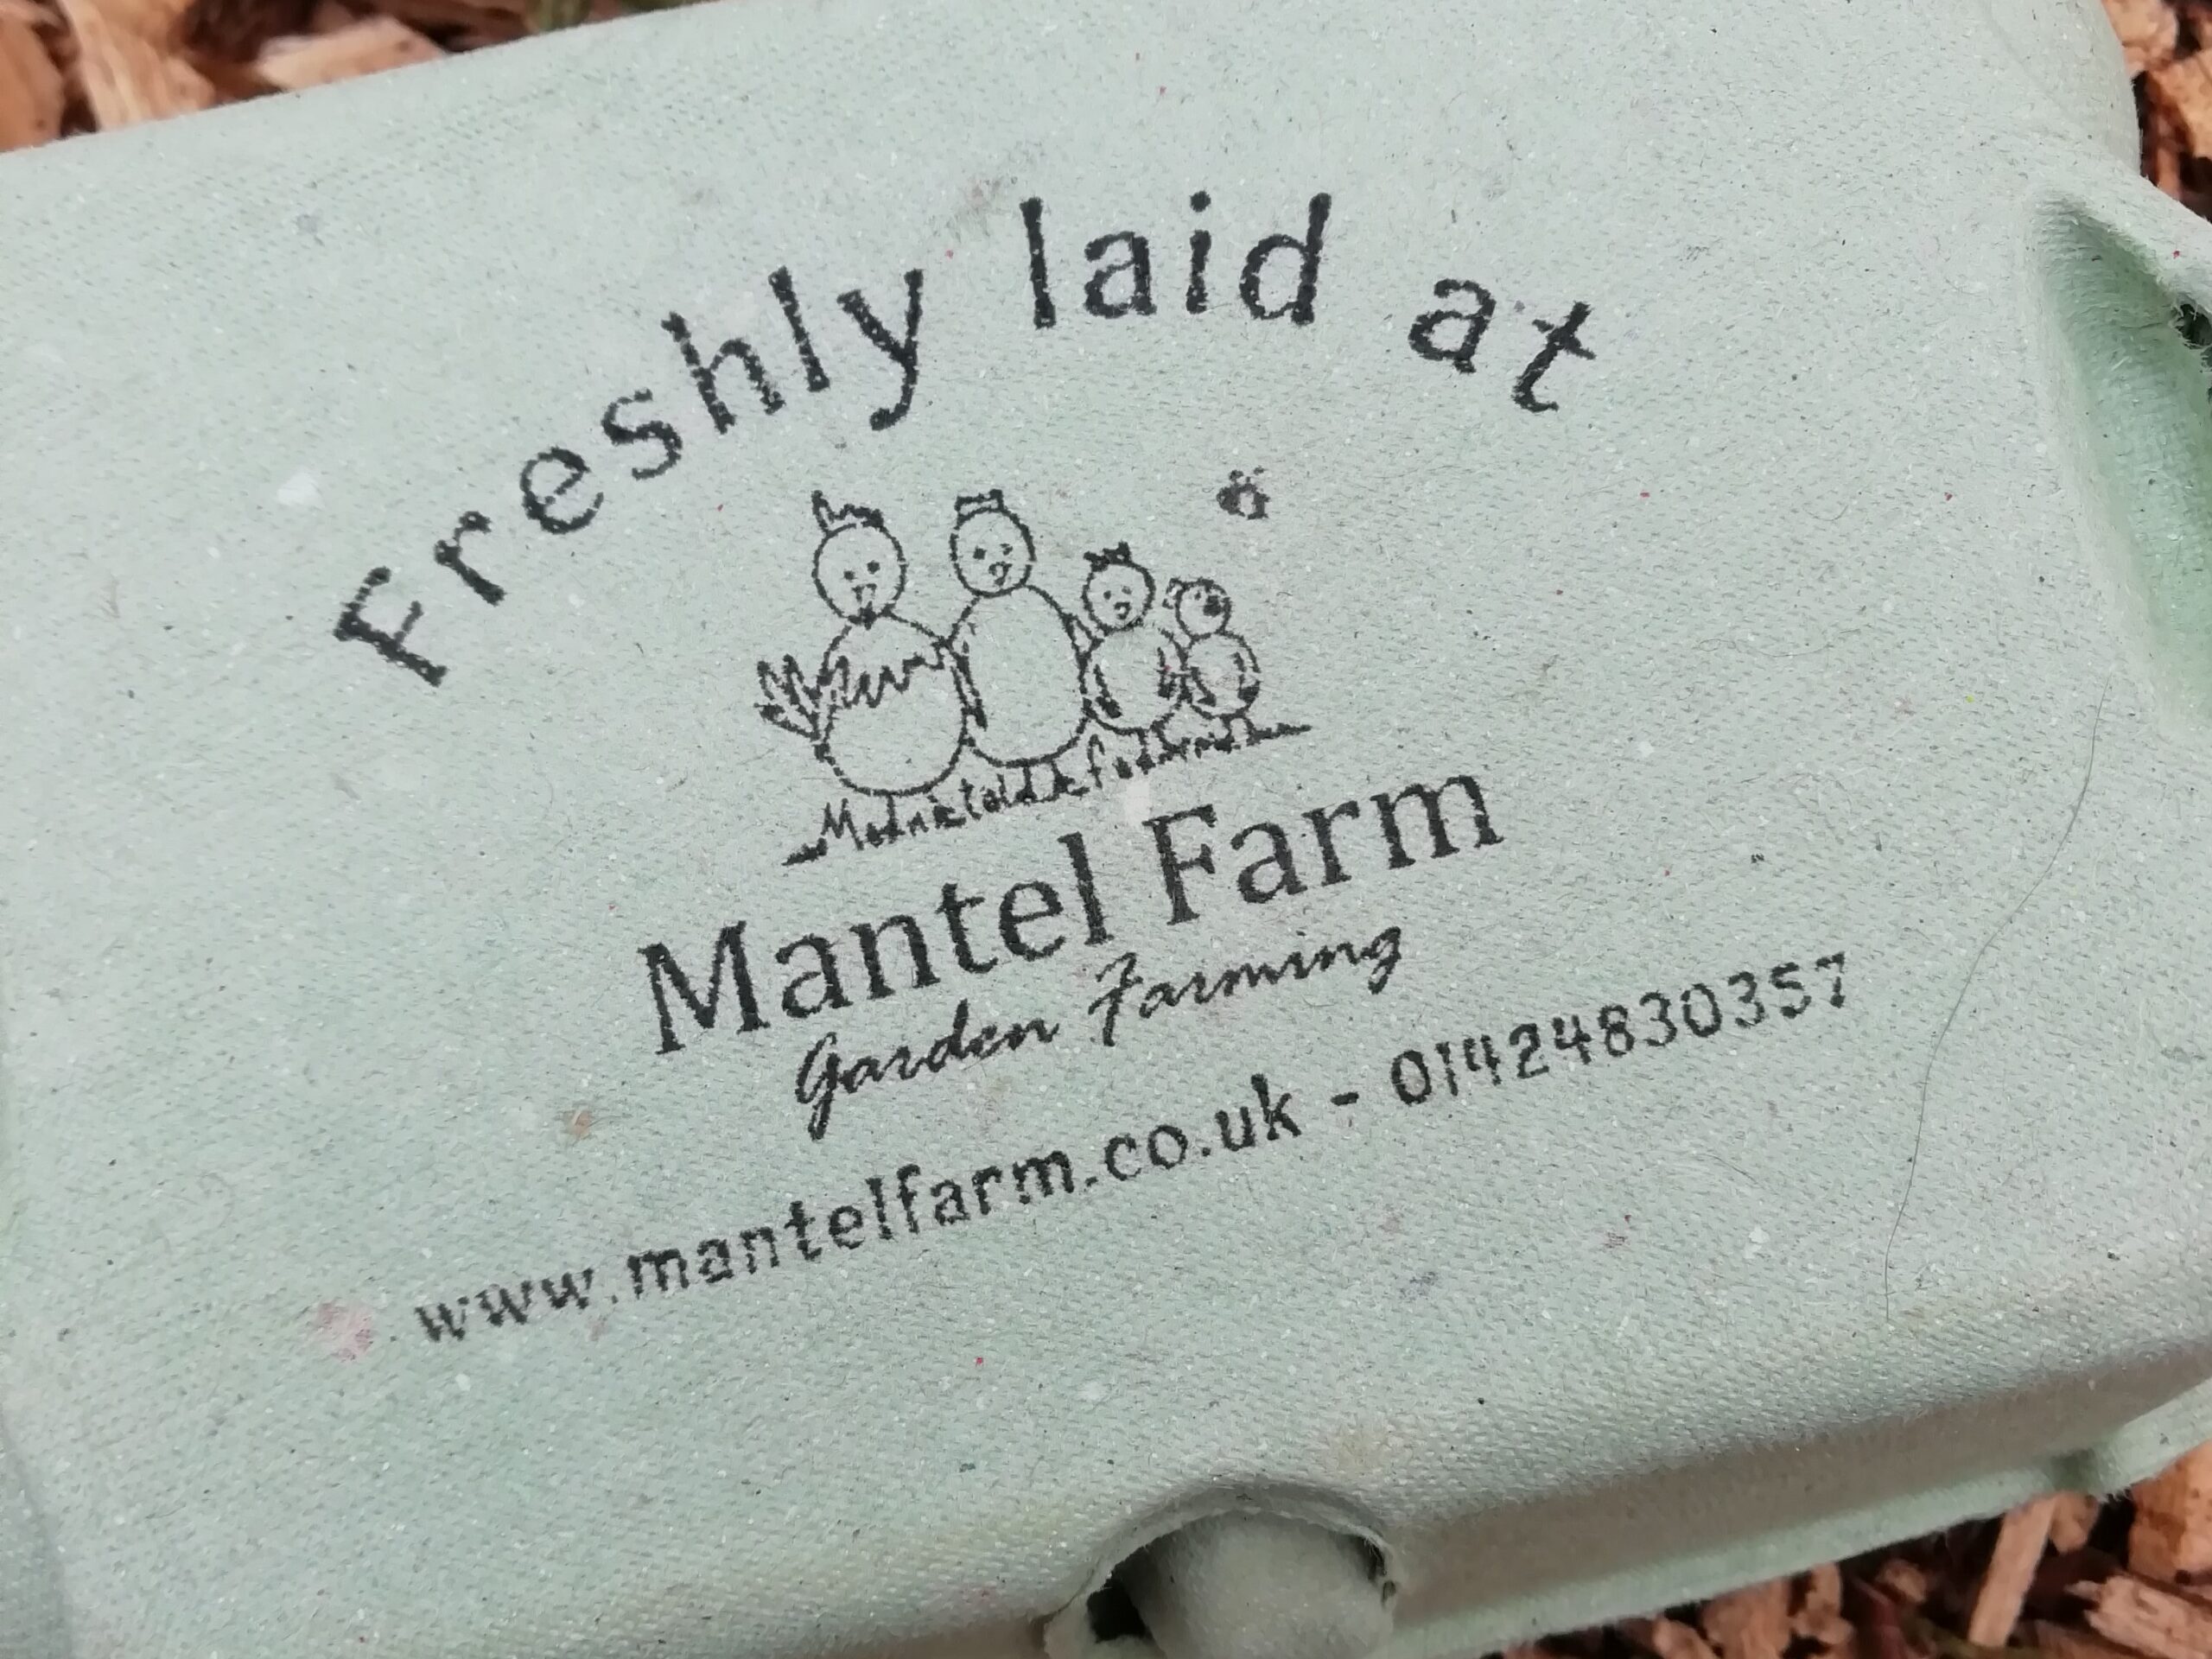 Freshly laid at
Mantel Farm
Garden Farming
www.mantelfarm.co.uk - 01424830357